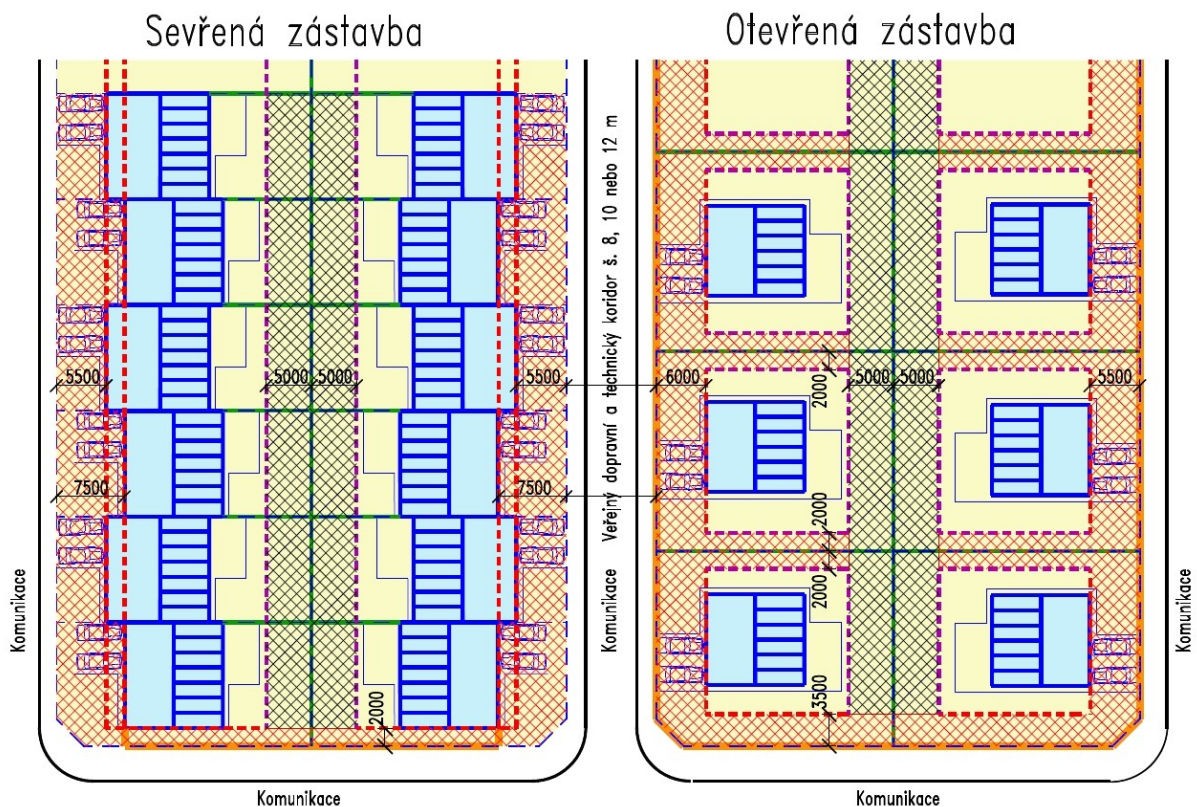 Sevřená zástavba
Otevřená zástavba
Komunikace
Veřejný dopravní a technický koridor š. 8, 10 nebo 12 m
Komunikace
Komunikace
5500
5000
5000
5500
7500
7500
2000
6000
5000
5000
5500
2000
2000
2000
3500
Komunikace
Komunikace